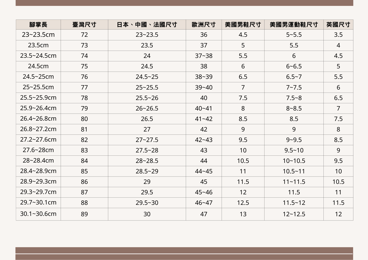 腳掌長 臺灣尺寸 日本、中國、法國尺寸 歐洲尺寸 美國男鞋尺寸 美國男運動鞋尺寸 英國尺寸
23~23.5cm 72 23~23.5 36 4.5 5~5.5 3.5
23.5cm 73 23.5 37 5 5.5 4
23.5~24.5cm 74 24 37~38 5.5 6 4.5
24.5cm 75 24.5 38 6 6~6.5 5
24.5~25cm 76 24.5~25 38~39 6.5 6.5~7 5.5
25~25.5cm 77 25~25.5 39~40 7 7~7.5 6
25.5~25.9cm 78 25.5~26 40 7.5 7.5~8 6.5
25.9~26.4cm 79 26~26.5 40~41 8 8~8.5 7
26.4~26.8cm 80 26.5 41~42 8.5 8.5 7.5
26.8~27.2cm 81 27 42 9 9 8
27.2~27.6cm 82 27~27.5 42~43 9.5 9~9.5 8.5
27.6~28cm 83 27.5~28 43 10 9.5~10 9
28~28.4cm 84 28~28.5 44 10.5 10~10.5 9.5
28.4~28.9cm 85 28.5~29 44~45 11 10.5~11 10
28.9~29.3cm 86 29 45 11.5 11~11.5 10.5
29.3~29.7cm 87 29.5 45~46 12 11.5 11
29.7~30.1cm 88 29.5~30 46~47 12.5 11.5~12 11.5
30.1~30.6cm 89 30 47 13 12~12.5 12